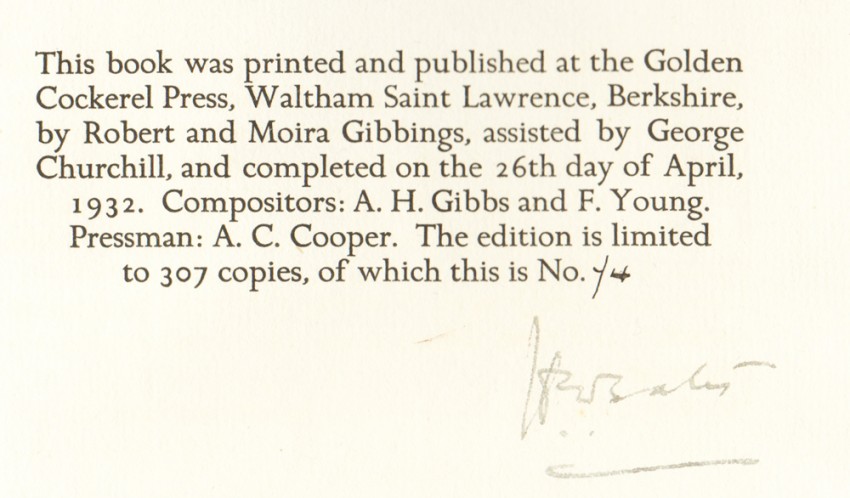 This book was printed and published at the Golden
Cockerel Press, Waltham Saint Lawrence, Berkshire,
by Robert and Moira Gibbings, assisted by George
Churchill, and completed on the 26th day of April,
1932. Compositors: A. H. Gibbs and F. Young.
Pressman: A. C. Cooper. The edition is limited
to 307 copies, of which this is No. 74